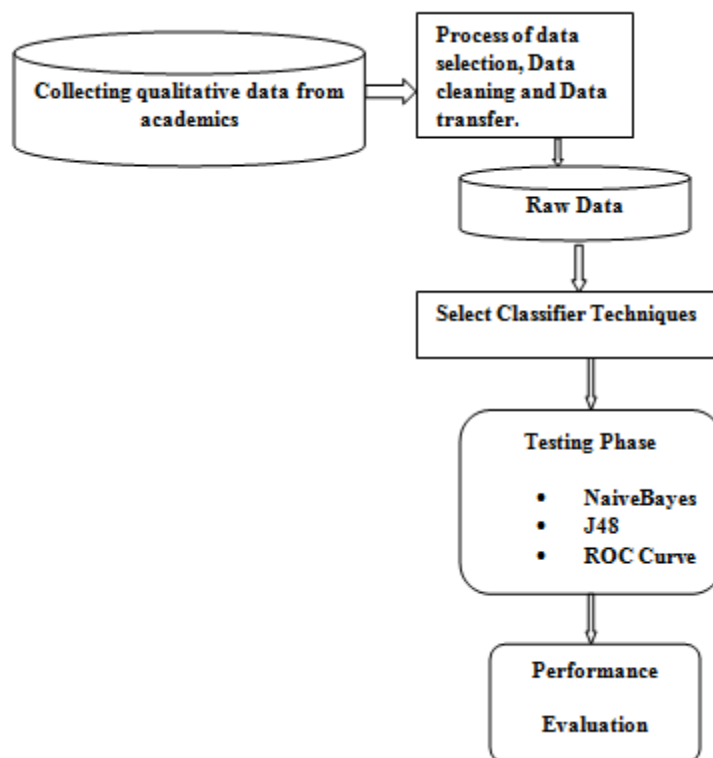 Collecting qualitative data from
academics
Process of data
selection, Data
cleaning and Data
transfer.
Raw Data
Select Classifier Techniques
Testing Phase
• NaiveBayes
• J48
• ROC Curve
Performance
Evaluation